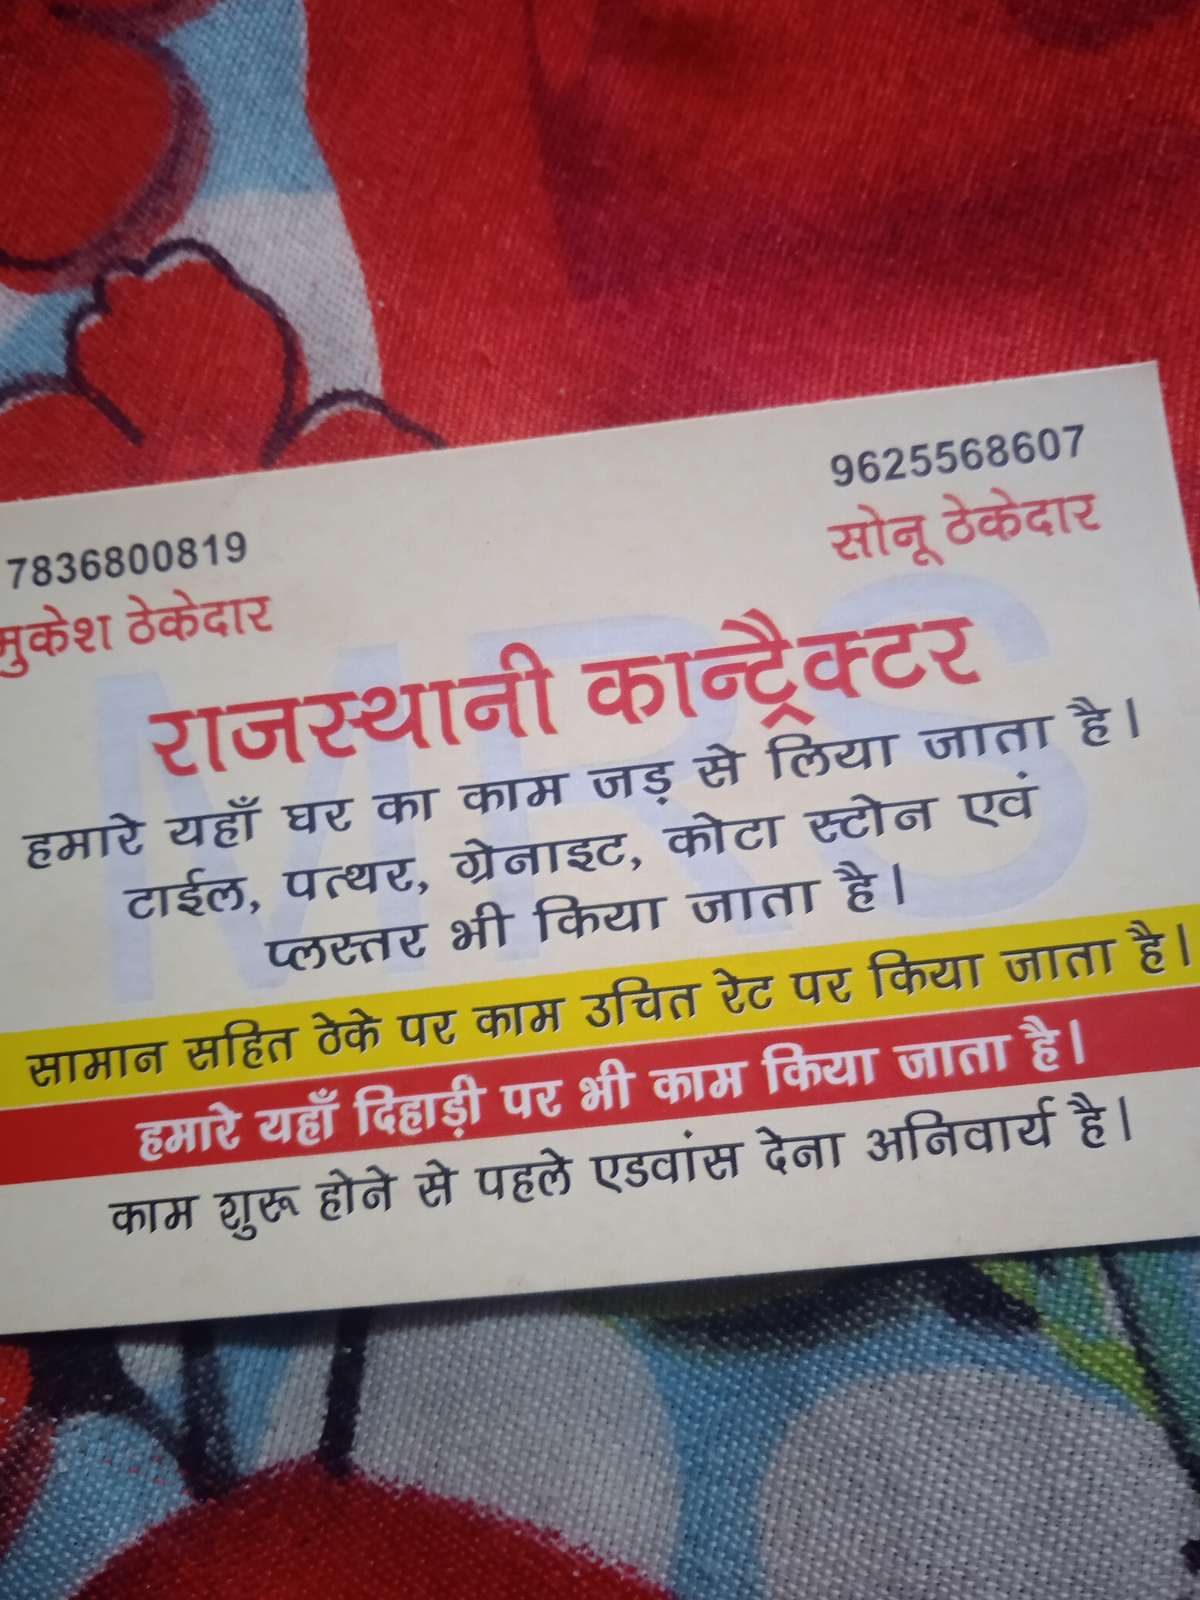 7836800819
मुकेश ठेकेदार
9625568607
सोनू ठेकेदार
MRS
राजस्थानी कान्ट्रैक्टर
हमारे यहाँ घर का काम जड़ से लिया जाता है।
टाईल, पत्थर, ग्रेनाइट, कोटा स्टोन एवं
प्लस्तर भी किया जाता है।
सामान सहित ठेके पर काम उचित रेट पर किया जाता है।
हमारे यहाँ दिहाड़ी पर भी काम किया जाता है।
काम शुरू होने से पहले एडवांस देना अनिवार्य है।